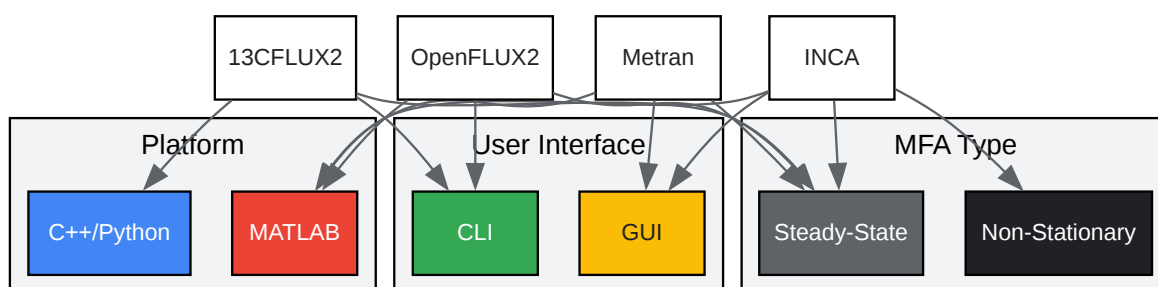 13CFLUX2
OpenFLUX2
Metran
INCA
Platform
User Interface
MFA Type
C++/Python
MATLAB
CLI
GUI
Steady-State
Non-Stationary